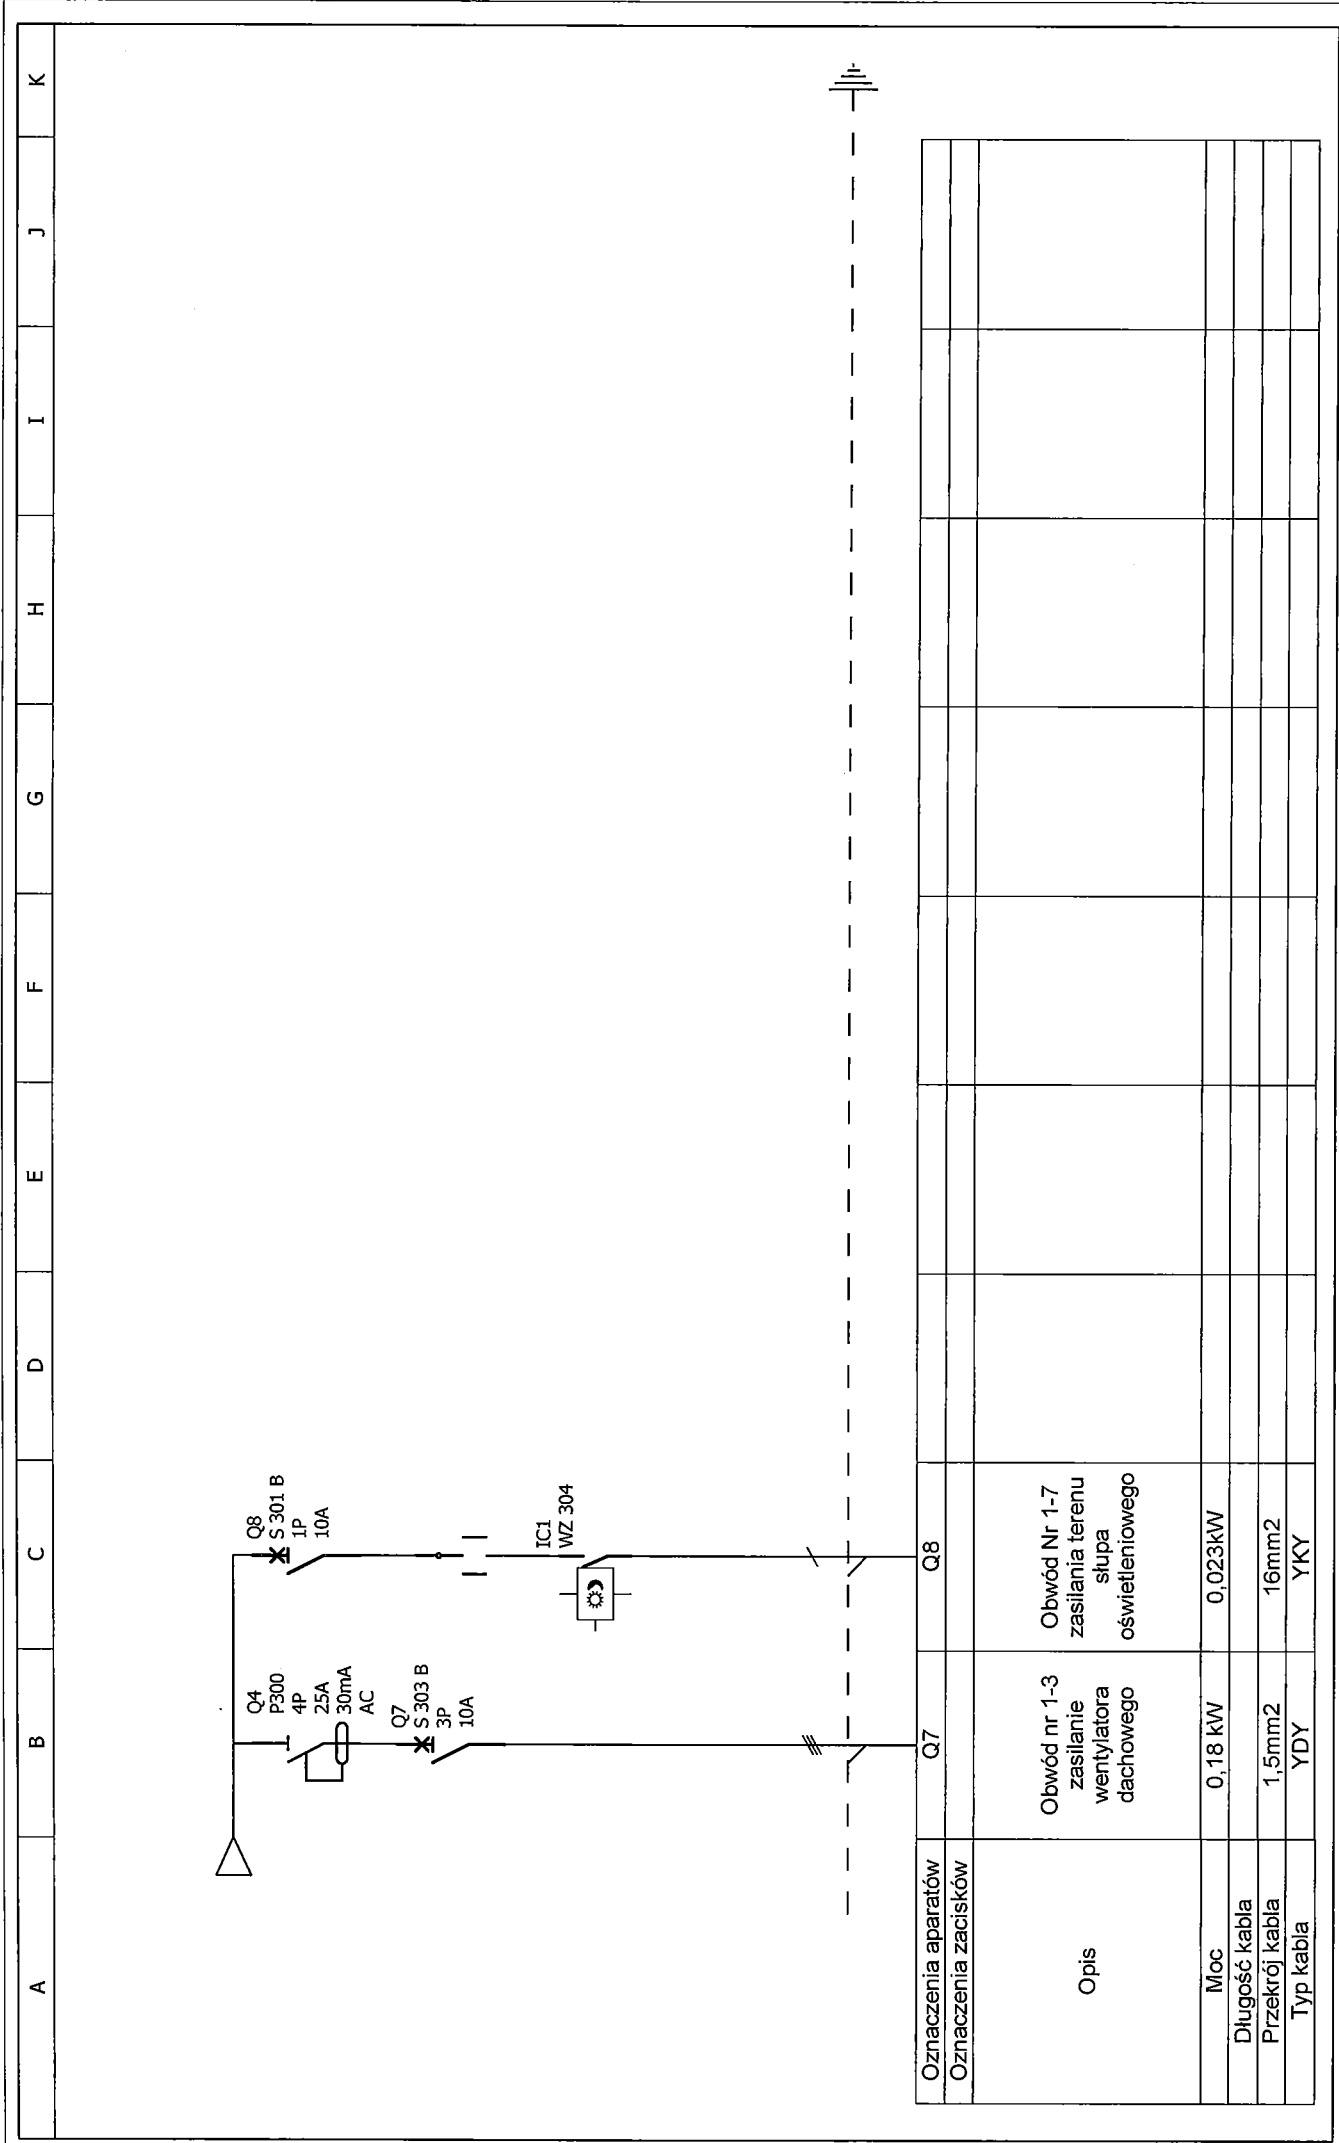 A B C D E F G H I J K
Q4
P300
4P
25A
30mA
AC
Q7
S 303 B
3P
10A
Q8
S 301 B
1P
10A
IC1
WZ 304
Oznaczenia aparatów Q7 Q8
Oznaczenia zacisków
Opis
Obwód nr 1-3
zasilanie
wentylatora
dachowego
Obwód Nr 1-7
zasilania terenu
słupa
oświetleniowego
Moc 0,18 kW 0,023kW
Długość kabla
Przekrój kabla 1,5mm2 16mm2
Typ kabla YDY YKY